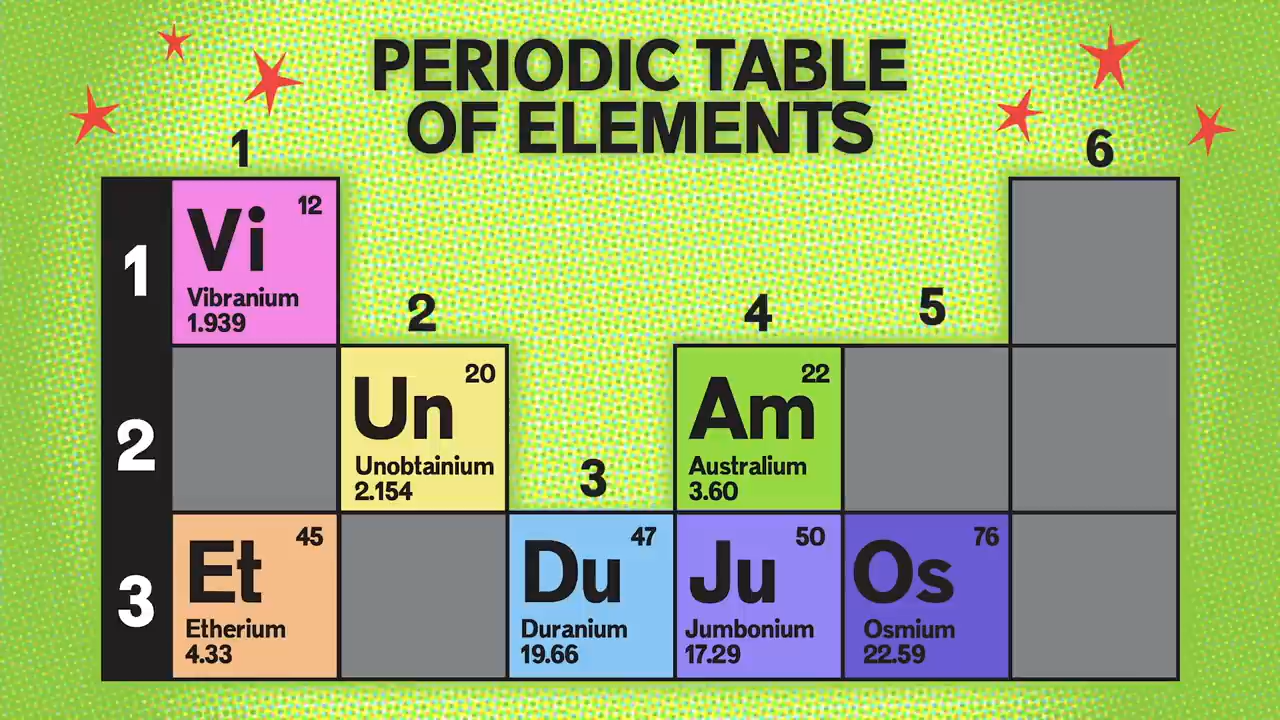 PERIODIC TABLE
OF ELEMENTS
1
6
1
12
Vi
Vibranium
1.939
2
4
5
2
20
Un
Unobtainium
2.154
22
Am
Australium
3.60
3
3
45
Et
Etherium
4.33
47
Du
Duranium
19.66
50
Ju
Jumbonium
17.29
76
Os
Osmium
22.59